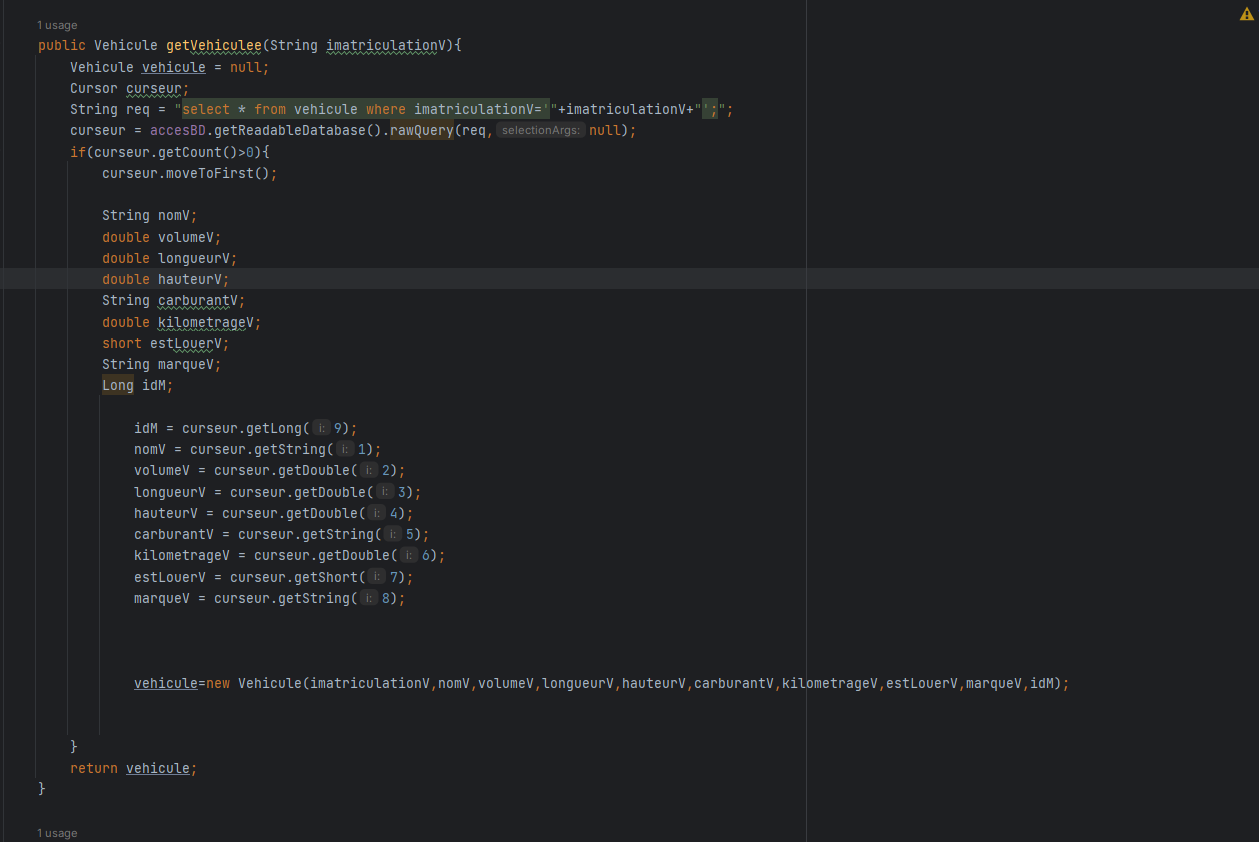 1 usage
public Vehicule getVehiculee(String imatriculationV){
Vehicule vehicule = null;
Cursor curseur;
String req = "select * from vehicule where imatriculationV='"+imatriculationV+"';";
curseur = accesBD.getReadableDatabase().rawQuery(req, selectionArgs: null);
if(curseur.getCount()>0){
curseur.moveToFirst();
String nomV;
double volumeV;
double longueurV;
double hauteurV;
String carburantV;
double kilometrageV;
short estLouerV;
String marqueV;
Long idM;
idM = curseur.getLong( i: 9);
nomV = curseur.getString( i: 1);
volumeV = curseur.getDouble( i: 2);
longueurV = curseur.getDouble( i: 3);
hauteurV = curseur.getDouble( i: 4);
carburantV = curseur.getString( i: 5);
kilometrageV = curseur.getDouble( i: 6);
estLouerV = curseur.getShort( i: 7);
marqueV = curseur.getString( i: 8);
vehicule=new Vehicule(imatriculationV,nomV,volumeV,longueurV,hauteurV,carburantV,kilometrageV,estLouerV,marqueV,idM);
}
return vehicule;
}
1 usage